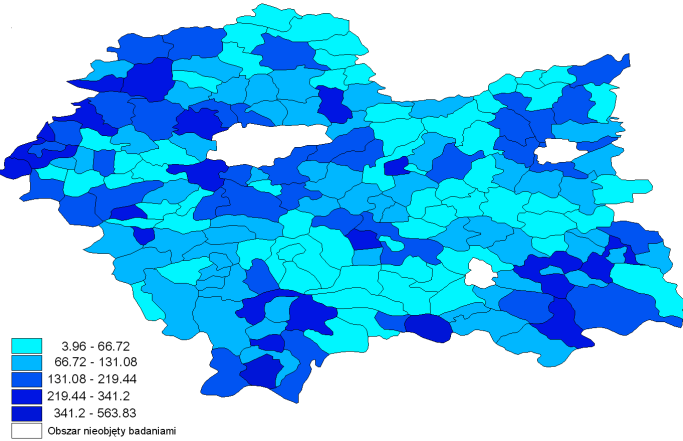 3.96 - 66.72
66.72 - 131.08
131.08 - 219.44
219.44 - 341.2
341.2 - 563.83
Obszar nieobjęty badaniami